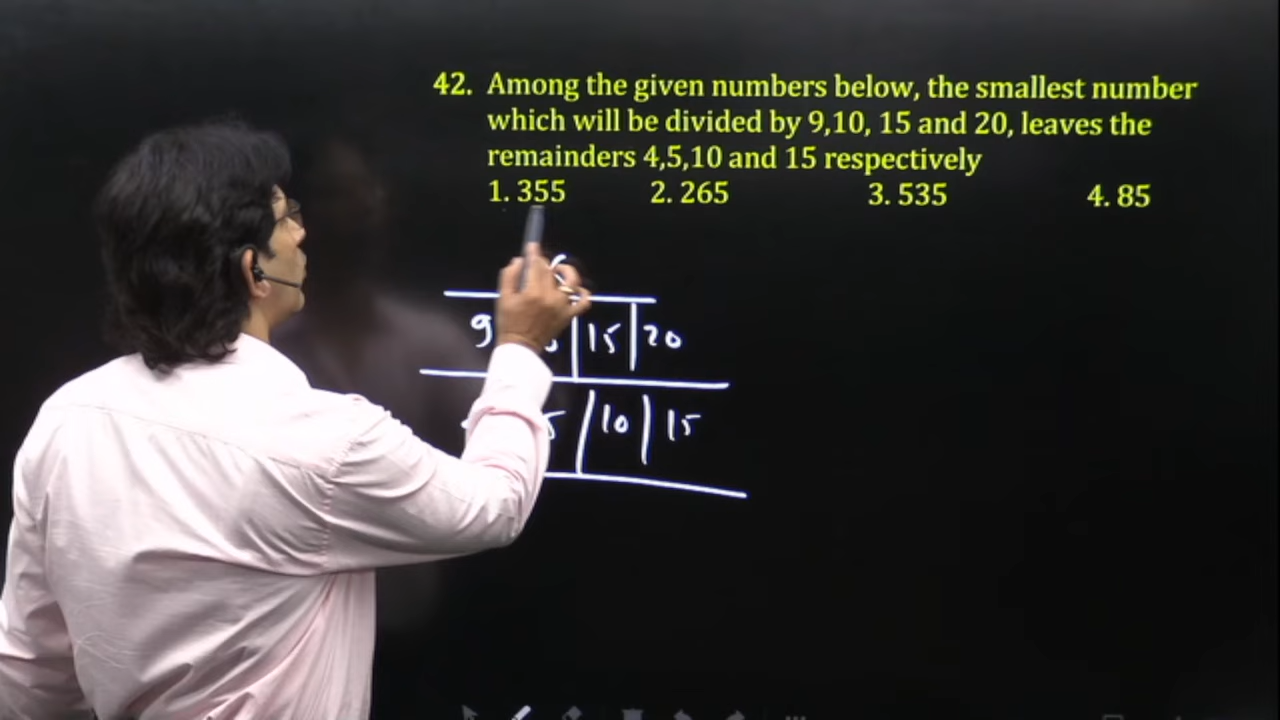 42. Among the given numbers below, the smallest number
which will be divided by 9,10, 15 and 20, leaves the
remainders 4,5,10 and 15 respectively
1. 355 2. 265 3. 535 4. 85
9 15 20
5 10 15